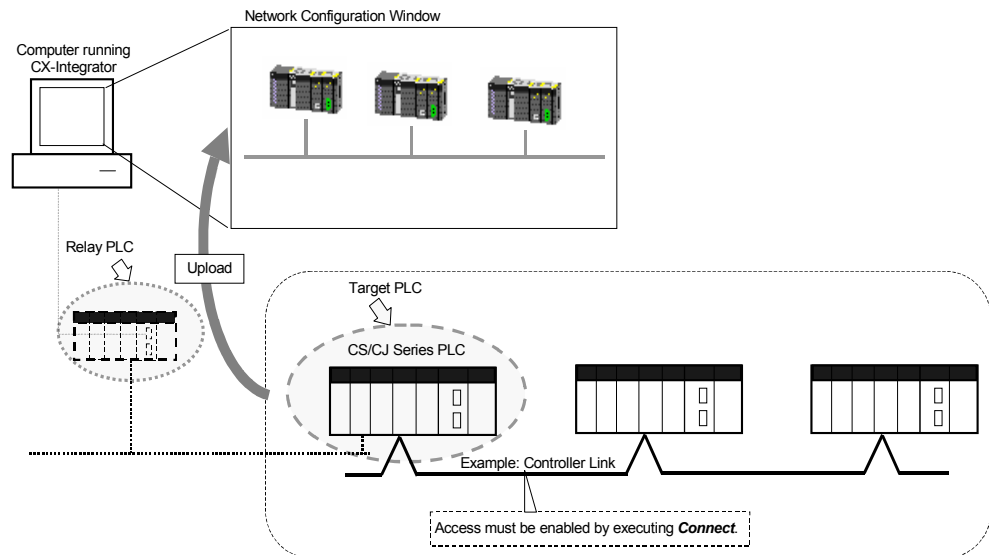 Network Configuration Window
Computer running
CX-Integrator
Relay PLC
Upload
Target PLC
CS/CJ Series PLC
Example: Controller Link
Access must be enabled by executing Connect.